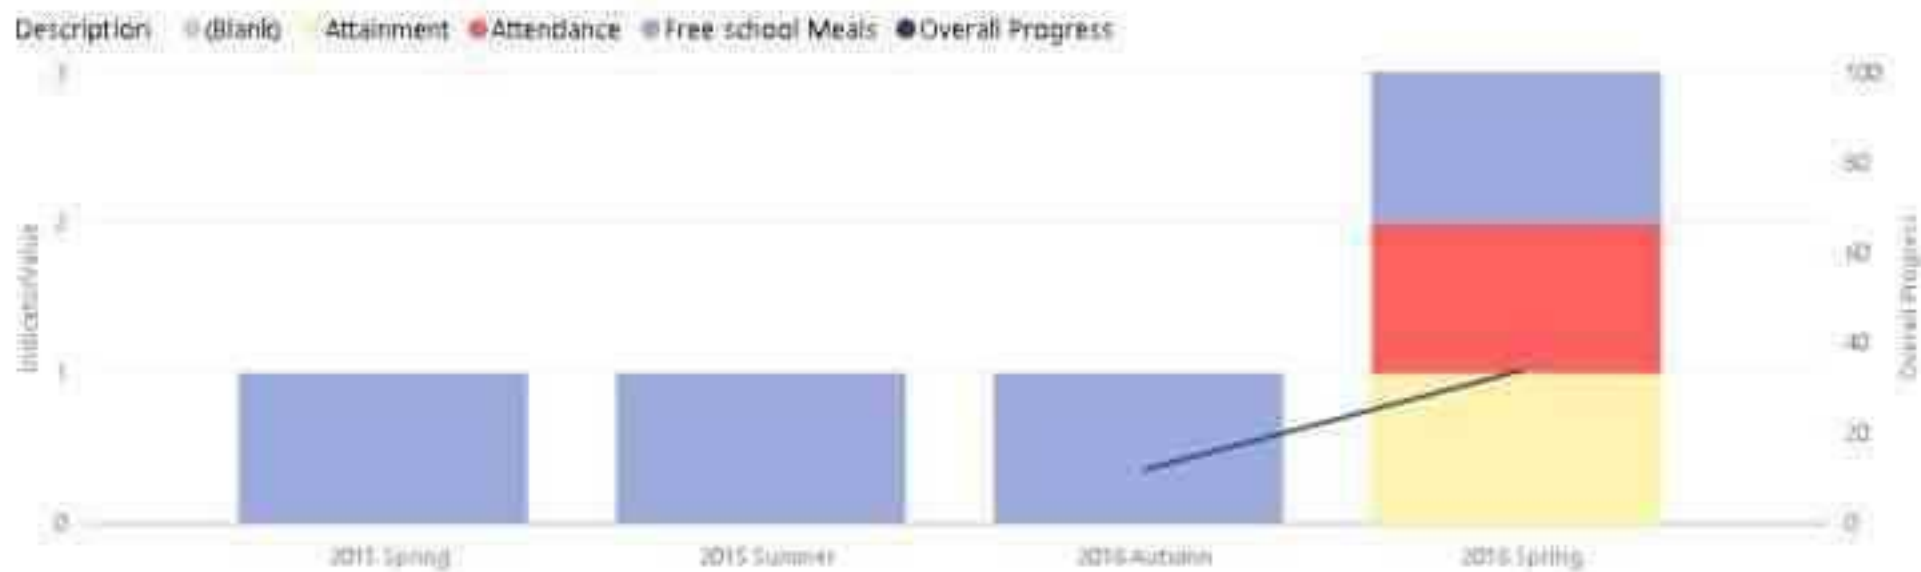 Description (Blank) Attainment Attendance Free school Meals Overall Progress
3 100
80
2
60
40
1
20
0 0
IndicatorValue
Overall Progress
2015 Spring 2015 Summer 2016 Autumn 2016 Spring